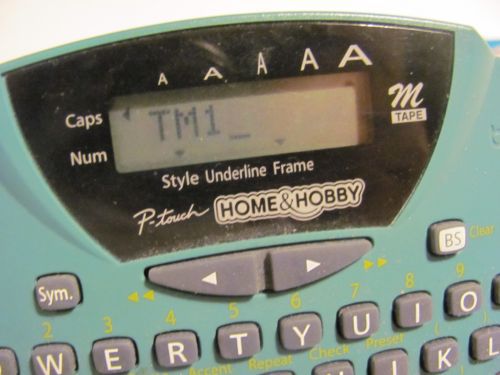 A A A A A
Caps TM1_ M
TAPE
Num
Style Underline Frame
P-touch HOME&HOBBY
BS Clear
Sym.
2 3 4 5 6 7 8 9
W E R T Y U I O
Accent Repeat Check Preset ( )
K L